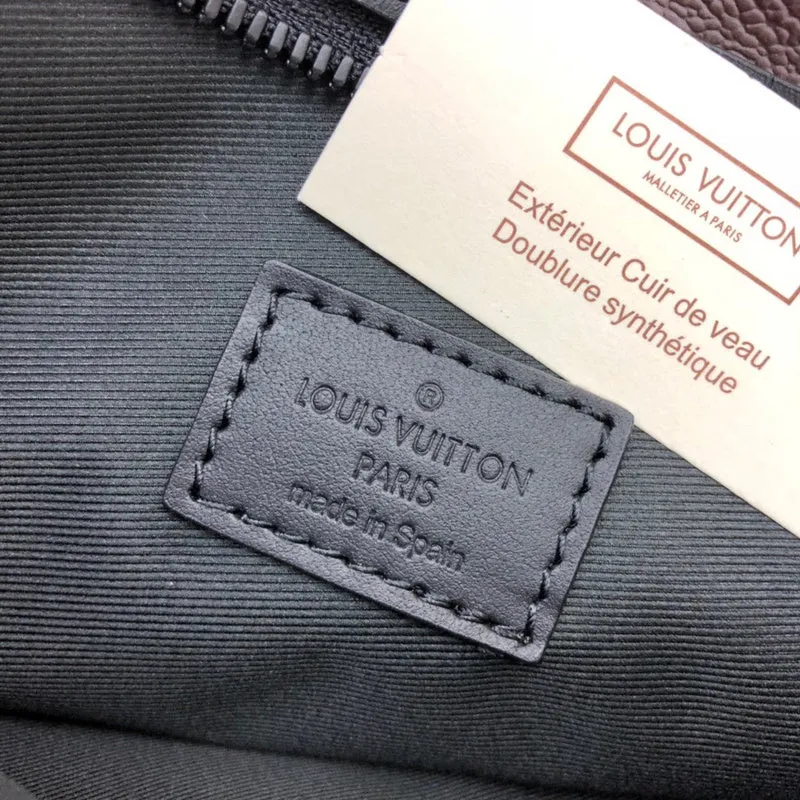 LOUIS VUITTON
MALLETIER A PARIS
Extérieur Cuir de veau
Doublure synthétique
®
LOUIS VUITTON
PARIS
made in Spain